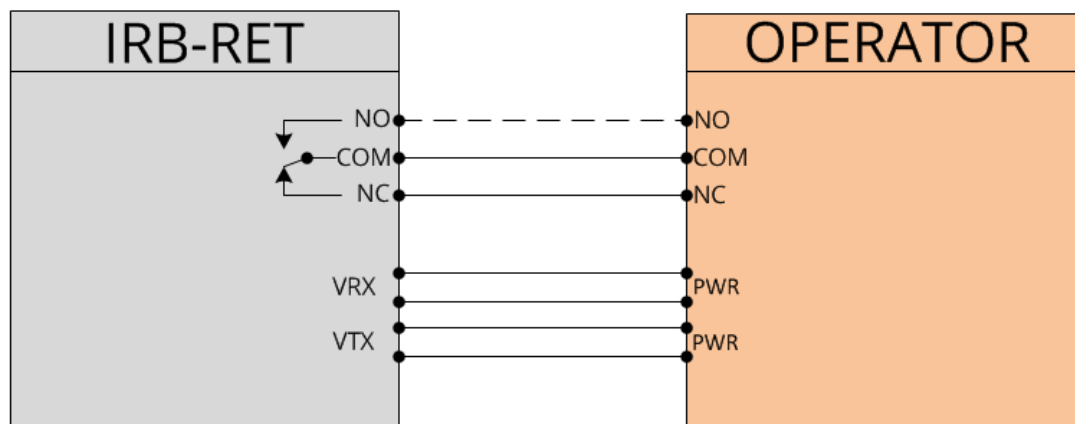 IRB-RET
OPERATOR
NO
NO
COM
COM
NC
NC
VRX
PWR
VTX
PWR